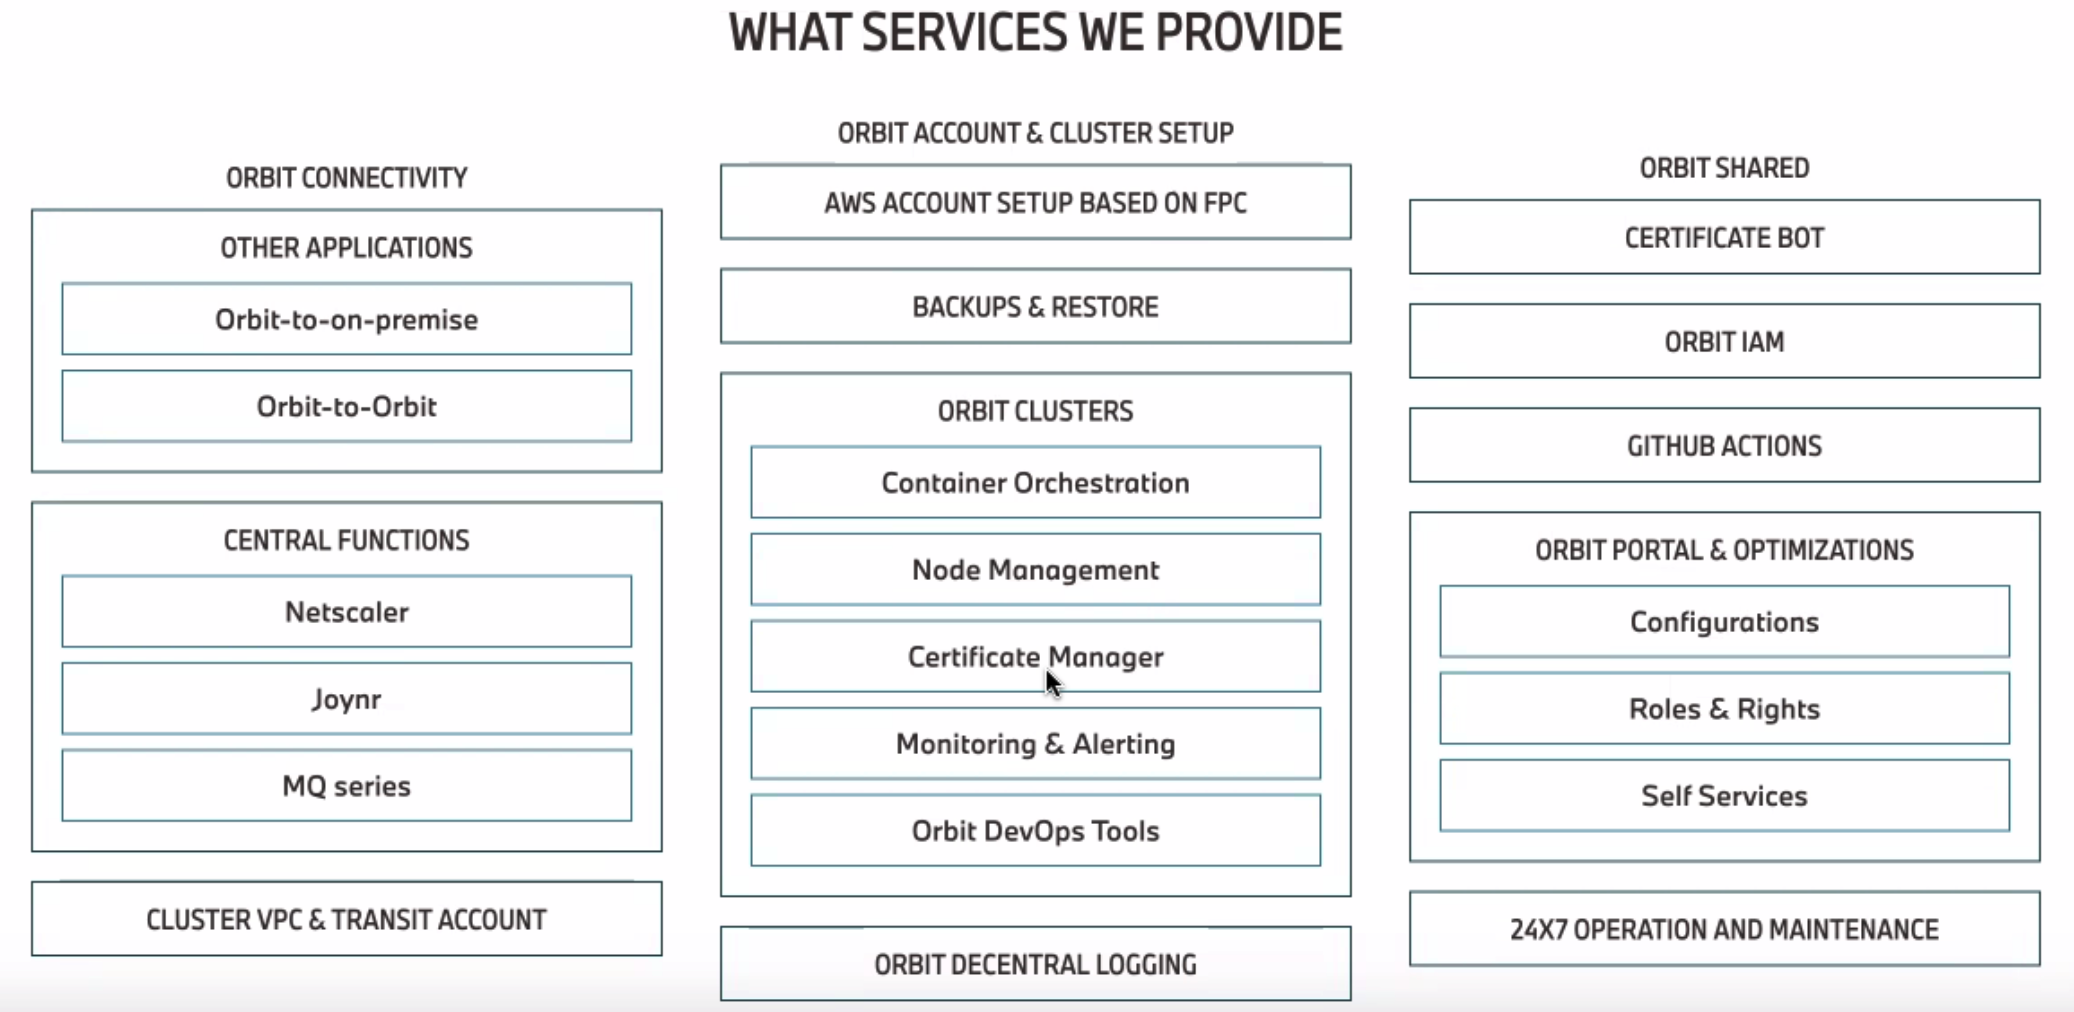 WHAT SERVICES WE PROVIDE
ORBIT CONNECTIVITY
OTHER APPLICATIONS
Orbit-to-on-premise
Orbit-to-Orbit
CENTRAL FUNCTIONS
Netscaler
Joynr
MQ series
CLUSTER VPC & TRANSIT ACCOUNT
ORBIT ACCOUNT & CLUSTER SETUP
AWS ACCOUNT SETUP BASED ON FPC
BACKUPS & RESTORE
ORBIT CLUSTERS
Container Orchestration
Node Management
Certificate Manager
Monitoring & Alerting
Orbit DevOps Tools
ORBIT DECENTRAL LOGGING
ORBIT SHARED
CERTIFICATE BOT
ORBIT IAM
GITHUB ACTIONS
ORBIT PORTAL & OPTIMIZATIONS
Configurations
Roles & Rights
Self Services
24X7 OPERATION AND MAINTENANCE